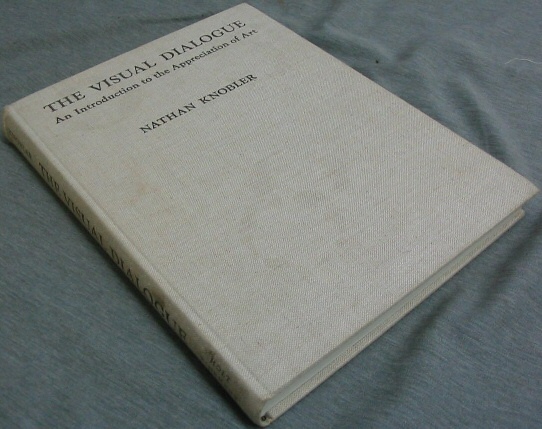 THE VISUAL DIALOGUE
An Introduction to the Appreciation of Art
NATHAN KNOBLER
THE VISUAL DIALOGUE